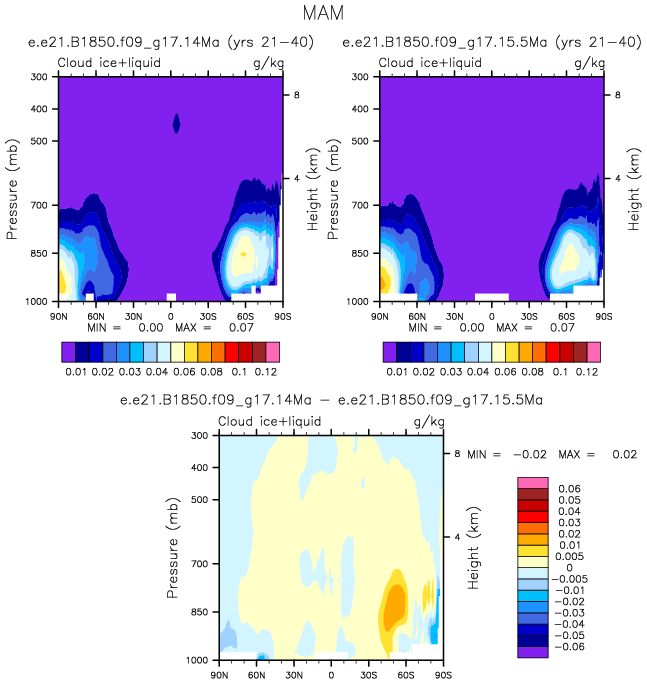 MAM
e.e21.B1850.f09_g17.14Ma (yrs 21-40)
Cloud ice+liquid g/kg
300
400
500
700
850
1000
Pressure (mb)
8
4
Height (km)
90N 60N 30N 0 30S 60S 90S
MIN = 0.00 MAX = 0.07
0.01 0.02 0.03 0.04 0.06 0.08 0.1 0.12
e.e21.B1850.f09_g17.15.5Ma (yrs 21-40)
Cloud ice+liquid g/kg
300
400
500
700
850
1000
Pressure (mb)
8
4
Height (km)
90N 60N 30N 0 30S 60S 90S
MIN = 0.00 MAX = 0.07
0.01 0.02 0.03 0.04 0.06 0.08 0.1 0.12
e.e21.B1850.f09_g17.14Ma - e.e21.B1850.f09_g17.15.5Ma
Cloud ice+liquid g/kg
300
400
500
700
850
1000
Pressure (mb)
8
4
Height (km)
90N 60N 30N 0 30S 60S 90S
MIN = -0.02 MAX = 0.02
0.06
0.05
0.04
0.03
0.02
0.01
0.005
0
-0.005
-0.01
-0.02
-0.03
-0.04
-0.05
-0.06